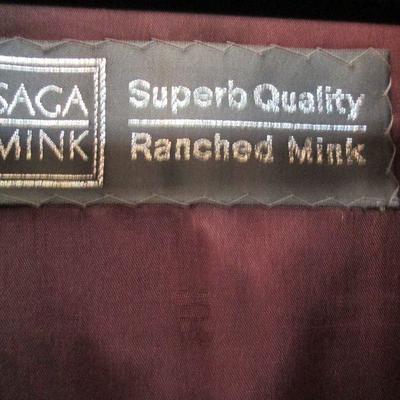 SAGA
MINK
Superb Quality
Ranched Mink